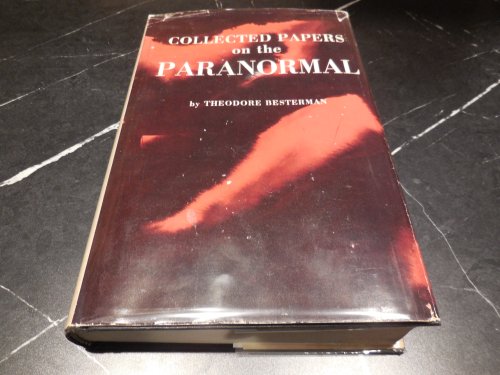 COLLECTED PAPERS
on the
PARANORMAL
by THEODORE BESTERMAN